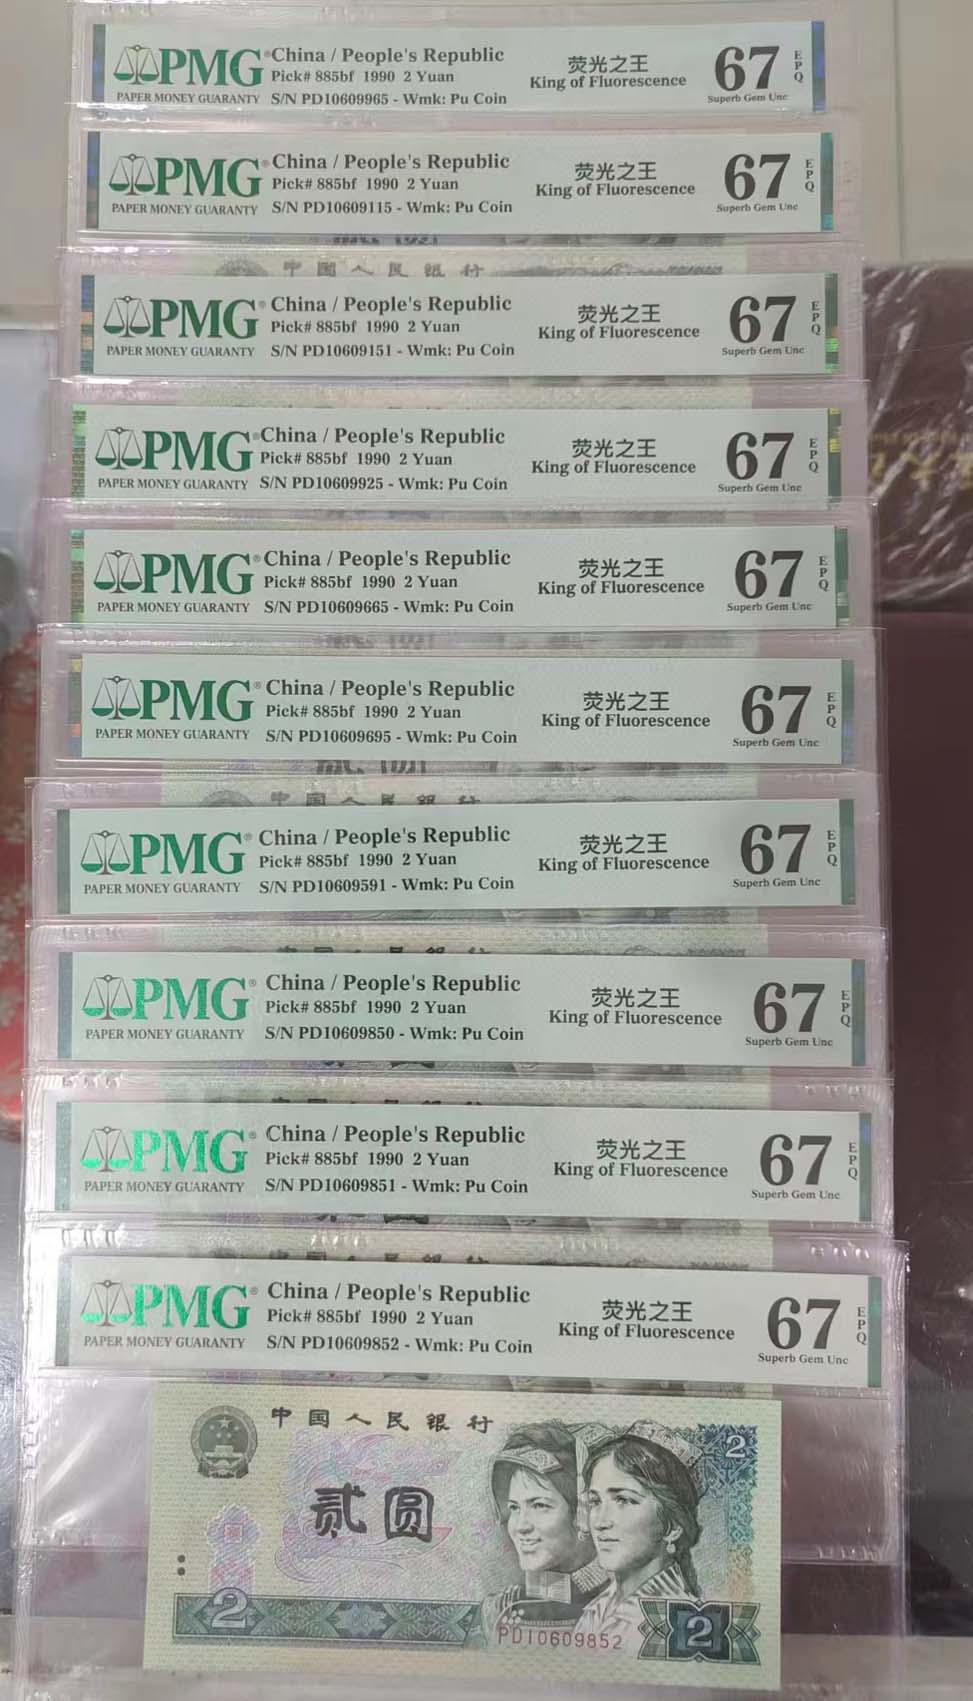 PMG® China / People's Republic 荧光之王 67 EPQ
Pick# 885bf 1990 2 Yuan King of Fluorescence
PAPER MONEY GUARANTY S/N PD10609965 - Wmk: Pu Coin Superb Gem Unc
PMG® China / People's Republic 荧光之王 67 EPQ
Pick# 885bf 1990 2 Yuan King of Fluorescence
PAPER MONEY GUARANTY S/N PD10609115 - Wmk: Pu Coin Superb Gem Unc
中国人民银行
PMG® China / People's Republic 荧光之王 67 EPQ
Pick# 885bf 1990 2 Yuan King of Fluorescence
PAPER MONEY GUARANTY S/N PD10609151 - Wmk: Pu Coin Superb Gem Unc
PMG® China / People's Republic 荧光之王 67 EPQ
Pick# 885bf 1990 2 Yuan King of Fluorescence
PAPER MONEY GUARANTY S/N PD10609925 - Wmk: Pu Coin Superb Gem Unc
PMG® China / People's Republic 荧光之王 67 EPQ
Pick# 885bf 1990 2 Yuan King of Fluorescence
PAPER MONEY GUARANTY S/N PD10609665 - Wmk: Pu Coin Superb Gem Unc
PMG® China / People's Republic 荧光之王 67 EPQ
Pick# 885bf 1990 2 Yuan King of Fluorescence
PAPER MONEY GUARANTY S/N PD10609695 - Wmk: Pu Coin Superb Gem Unc
中国人民银行
PMG® China / People's Republic 荧光之王 67 EPQ
Pick# 885bf 1990 2 Yuan King of Fluorescence
PAPER MONEY GUARANTY S/N PD10609591 - Wmk: Pu Coin Superb Gem Unc
PMG® China / People's Republic 荧光之王 67 EPQ
Pick# 885bf 1990 2 Yuan King of Fluorescence
PAPER MONEY GUARANTY S/N PD10609850 - Wmk: Pu Coin Superb Gem Unc
PMG® China / People's Republic 荧光之王 67 EPQ
Pick# 885bf 1990 2 Yuan King of Fluorescence
PAPER MONEY GUARANTY S/N PD10609851 - Wmk: Pu Coin Superb Gem Unc
PMG® China / People's Republic 荧光之王 67 EPQ
Pick# 885bf 1990 2 Yuan King of Fluorescence
PAPER MONEY GUARANTY S/N PD10609852 - Wmk: Pu Coin Superb Gem Unc
中国人民银行
2
贰圆
2 PD10609852 2